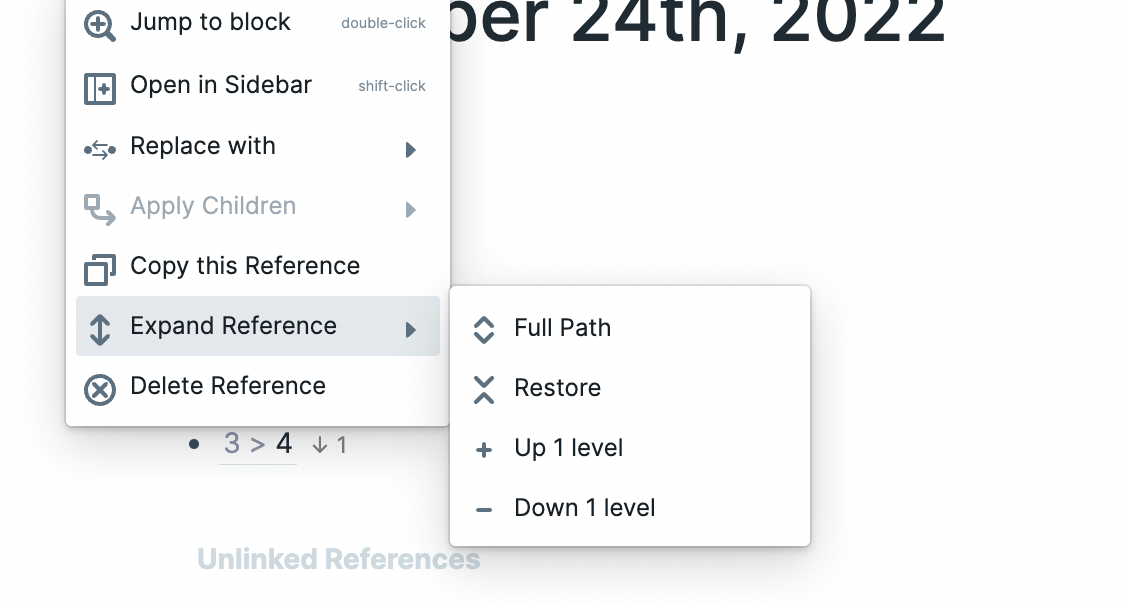 Jump to block double-click
ber 24th, 2022
Open in Sidebar shift-click
Replace with
Apply Children
Copy this Reference
Expand Reference
Delete Reference
Full Path
Restore
Up 1 level
Down 1 level
3 > 4 ↓ 1
Unlinked References